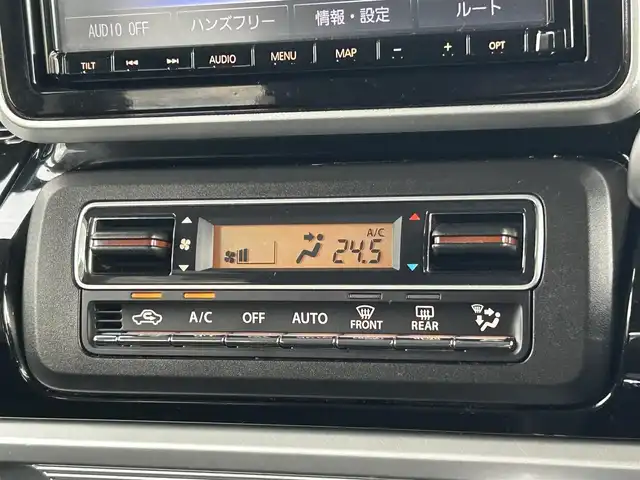 AUDIO OFF ハンズフリー 情報・設定 ルート
TILT AUDIO MENU MAP − + OPT
A/C
24.5
A/C OFF AUTO FRONT REAR